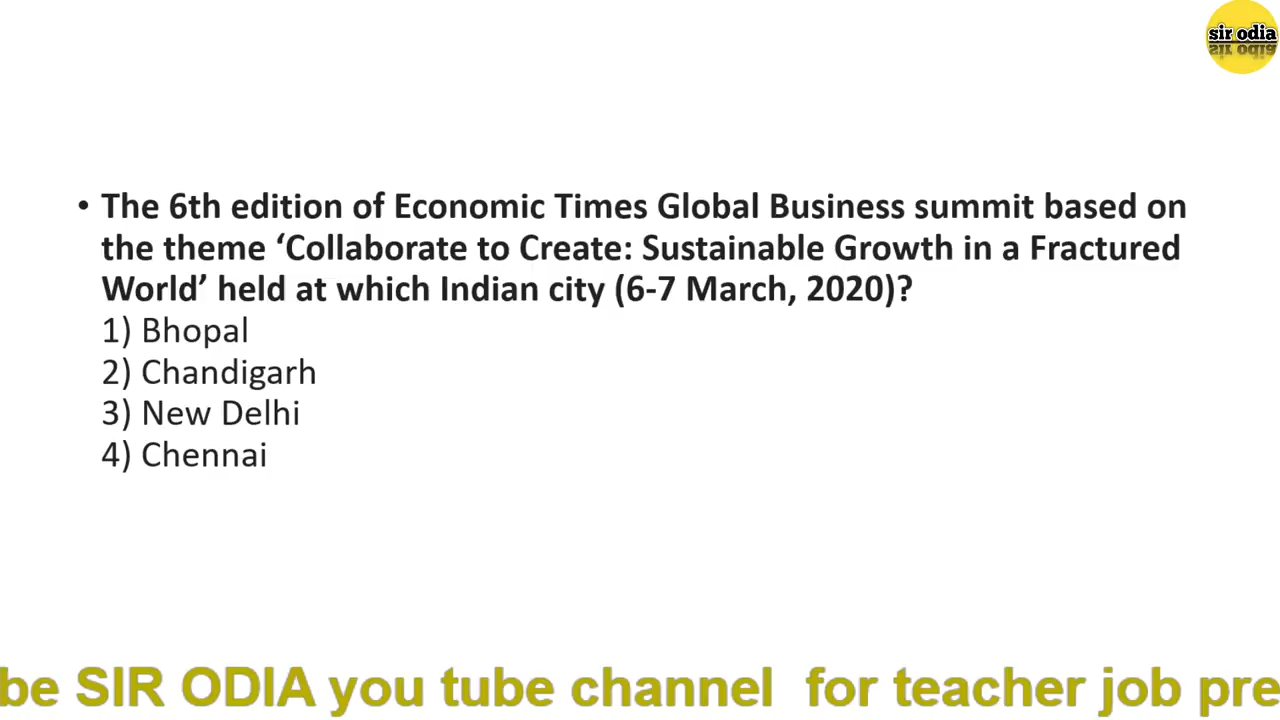 sir odia
• The 6th edition of Economic Times Global Business summit based on
the theme ‘Collaborate to Create: Sustainable Growth in a Fractured
World’ held at which Indian city (6-7 March, 2020)?
1) Bhopal
2) Chandigarh
3) New Delhi
4) Chennai
be SIR ODIA you tube channel for teacher job pre